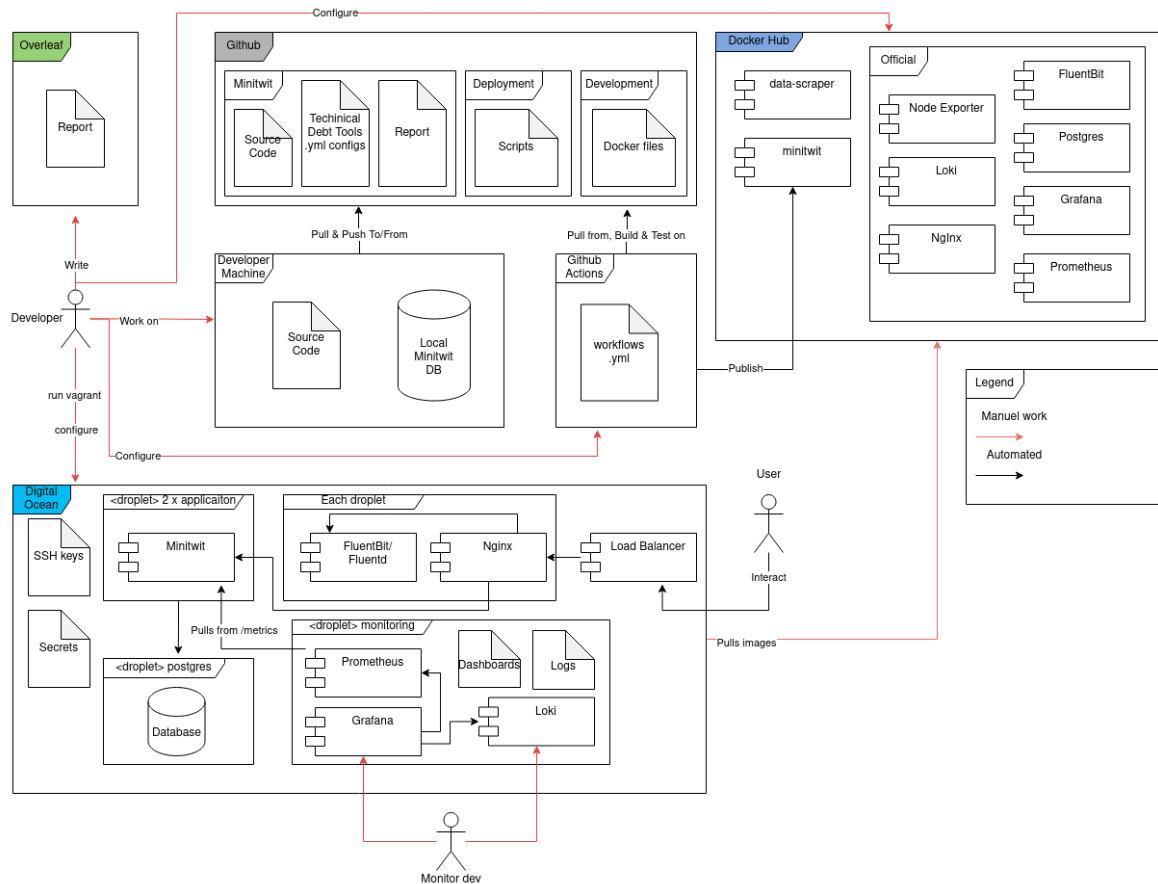 Configure
Overleaf
Report
Github
Minitwit
Source
Code
Techinical
Debt Tools
.yml configs
Report
Deployment
Scripts
Development
Docker files
Docker Hub
data-scraper
minitwit
Official
Node Exporter
Loki
NgInx
FluentBit
Postgres
Grafana
Prometheus
Write
Developer
Work on
Pull & Push To/From
Pull from, Build & Test on
Developer
Machine
Source
Code
Local
Minitwit
DB
Github
Actions
workflows
.yml
Publish
run vagrant
configure
Configure
Legend
Manuel work
Automated
Digital
Ocean
SSH keys
Secrets
<droplet> 2 x applicaiton
Minitwit
Each droplet
FluentBit/
Fluentd
Nginx
Load Balancer
User
Interact
Pulls from /metrics
<droplet> postgres
Database
<droplet> monitoring
Prometheus
Grafana
Dashboards
Logs
Loki
Pulls images
Monitor dev